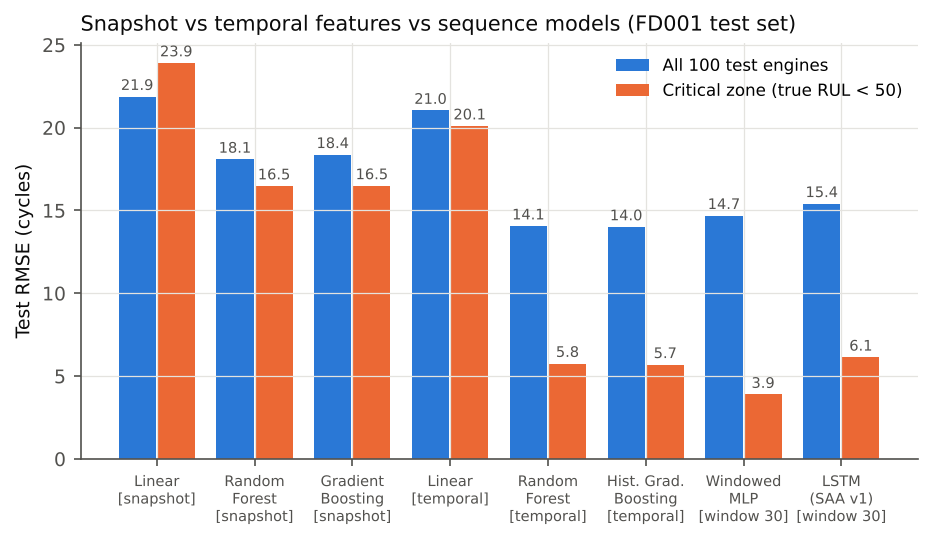 Snapshot vs temporal features vs sequence models (FD001 test set)
All 100 test engines
Critical zone (true RUL < 50)
Test RMSE (cycles)
25
20
15
10
5
0
21.9
23.9
18.1
16.5
18.4
16.5
21.0
20.1
14.1
5.8
14.0
5.7
14.7
3.9
15.4
6.1
Linear
[snapshot]
Random
Forest
[snapshot]
Gradient
Boosting
[snapshot]
Linear
[temporal]
Random
Forest
[temporal]
Hist. Grad.
Boosting
[temporal]
Windowed
MLP
[window 30]
LSTM
(SAA v1)
[window 30]